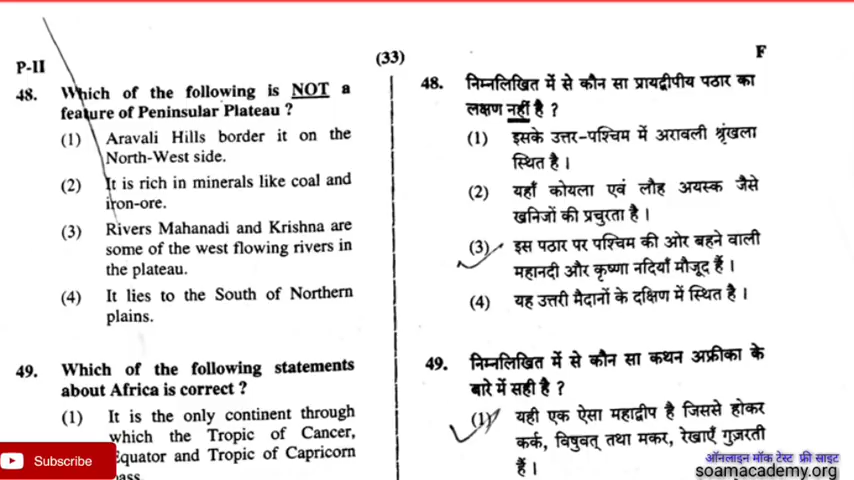 P-II
(33)
F
48. Which of the following is NOT a
feature of Peninsular Plateau ?
(1) Aravali Hills border it on the
North-West side.
(2) It is rich in minerals like coal and
iron-ore.
(3) Rivers Mahanadi and Krishna are
some of the west flowing rivers in
the plateau.
(4) It lies to the South of Northern
plains.
49. Which of the following statements
about Africa is correct ?
(1) It is the only continent through
which the Tropic of Cancer,
Equator and Tropic of Capricorn
pass.
48. निम्नलिखित में से कौन सा प्रायद्वीपीय पठार का
लक्षण नहीं है ?
(1) इसके उत्तर-पश्चिम में अरावली श्रृंखला
स्थित है ।
(2) यहाँ कोयला एवं लौह अयस्क जैसे
खनिजों की प्रचुरता है ।
(3) इस पठार पर पश्चिम की ओर बहने वाली
महानदी और कृष्णा नदियाँ मौजूद हैं ।
(4) यह उत्तरी मैदानों के दक्षिण में स्थित है ।
49. निम्नलिखित में से कौन सा कथन अफ्रीका के
बारे में सही है ?
(1) यही एक ऐसा महाद्वीप है जिससे होकर
कर्क, विषुवत् तथा मकर, रेखाएँ गुज़रती
हैं ।
Subscribe
ऑनलाइन मॉक टेस्ट फ्री साइट
soamacademy.org